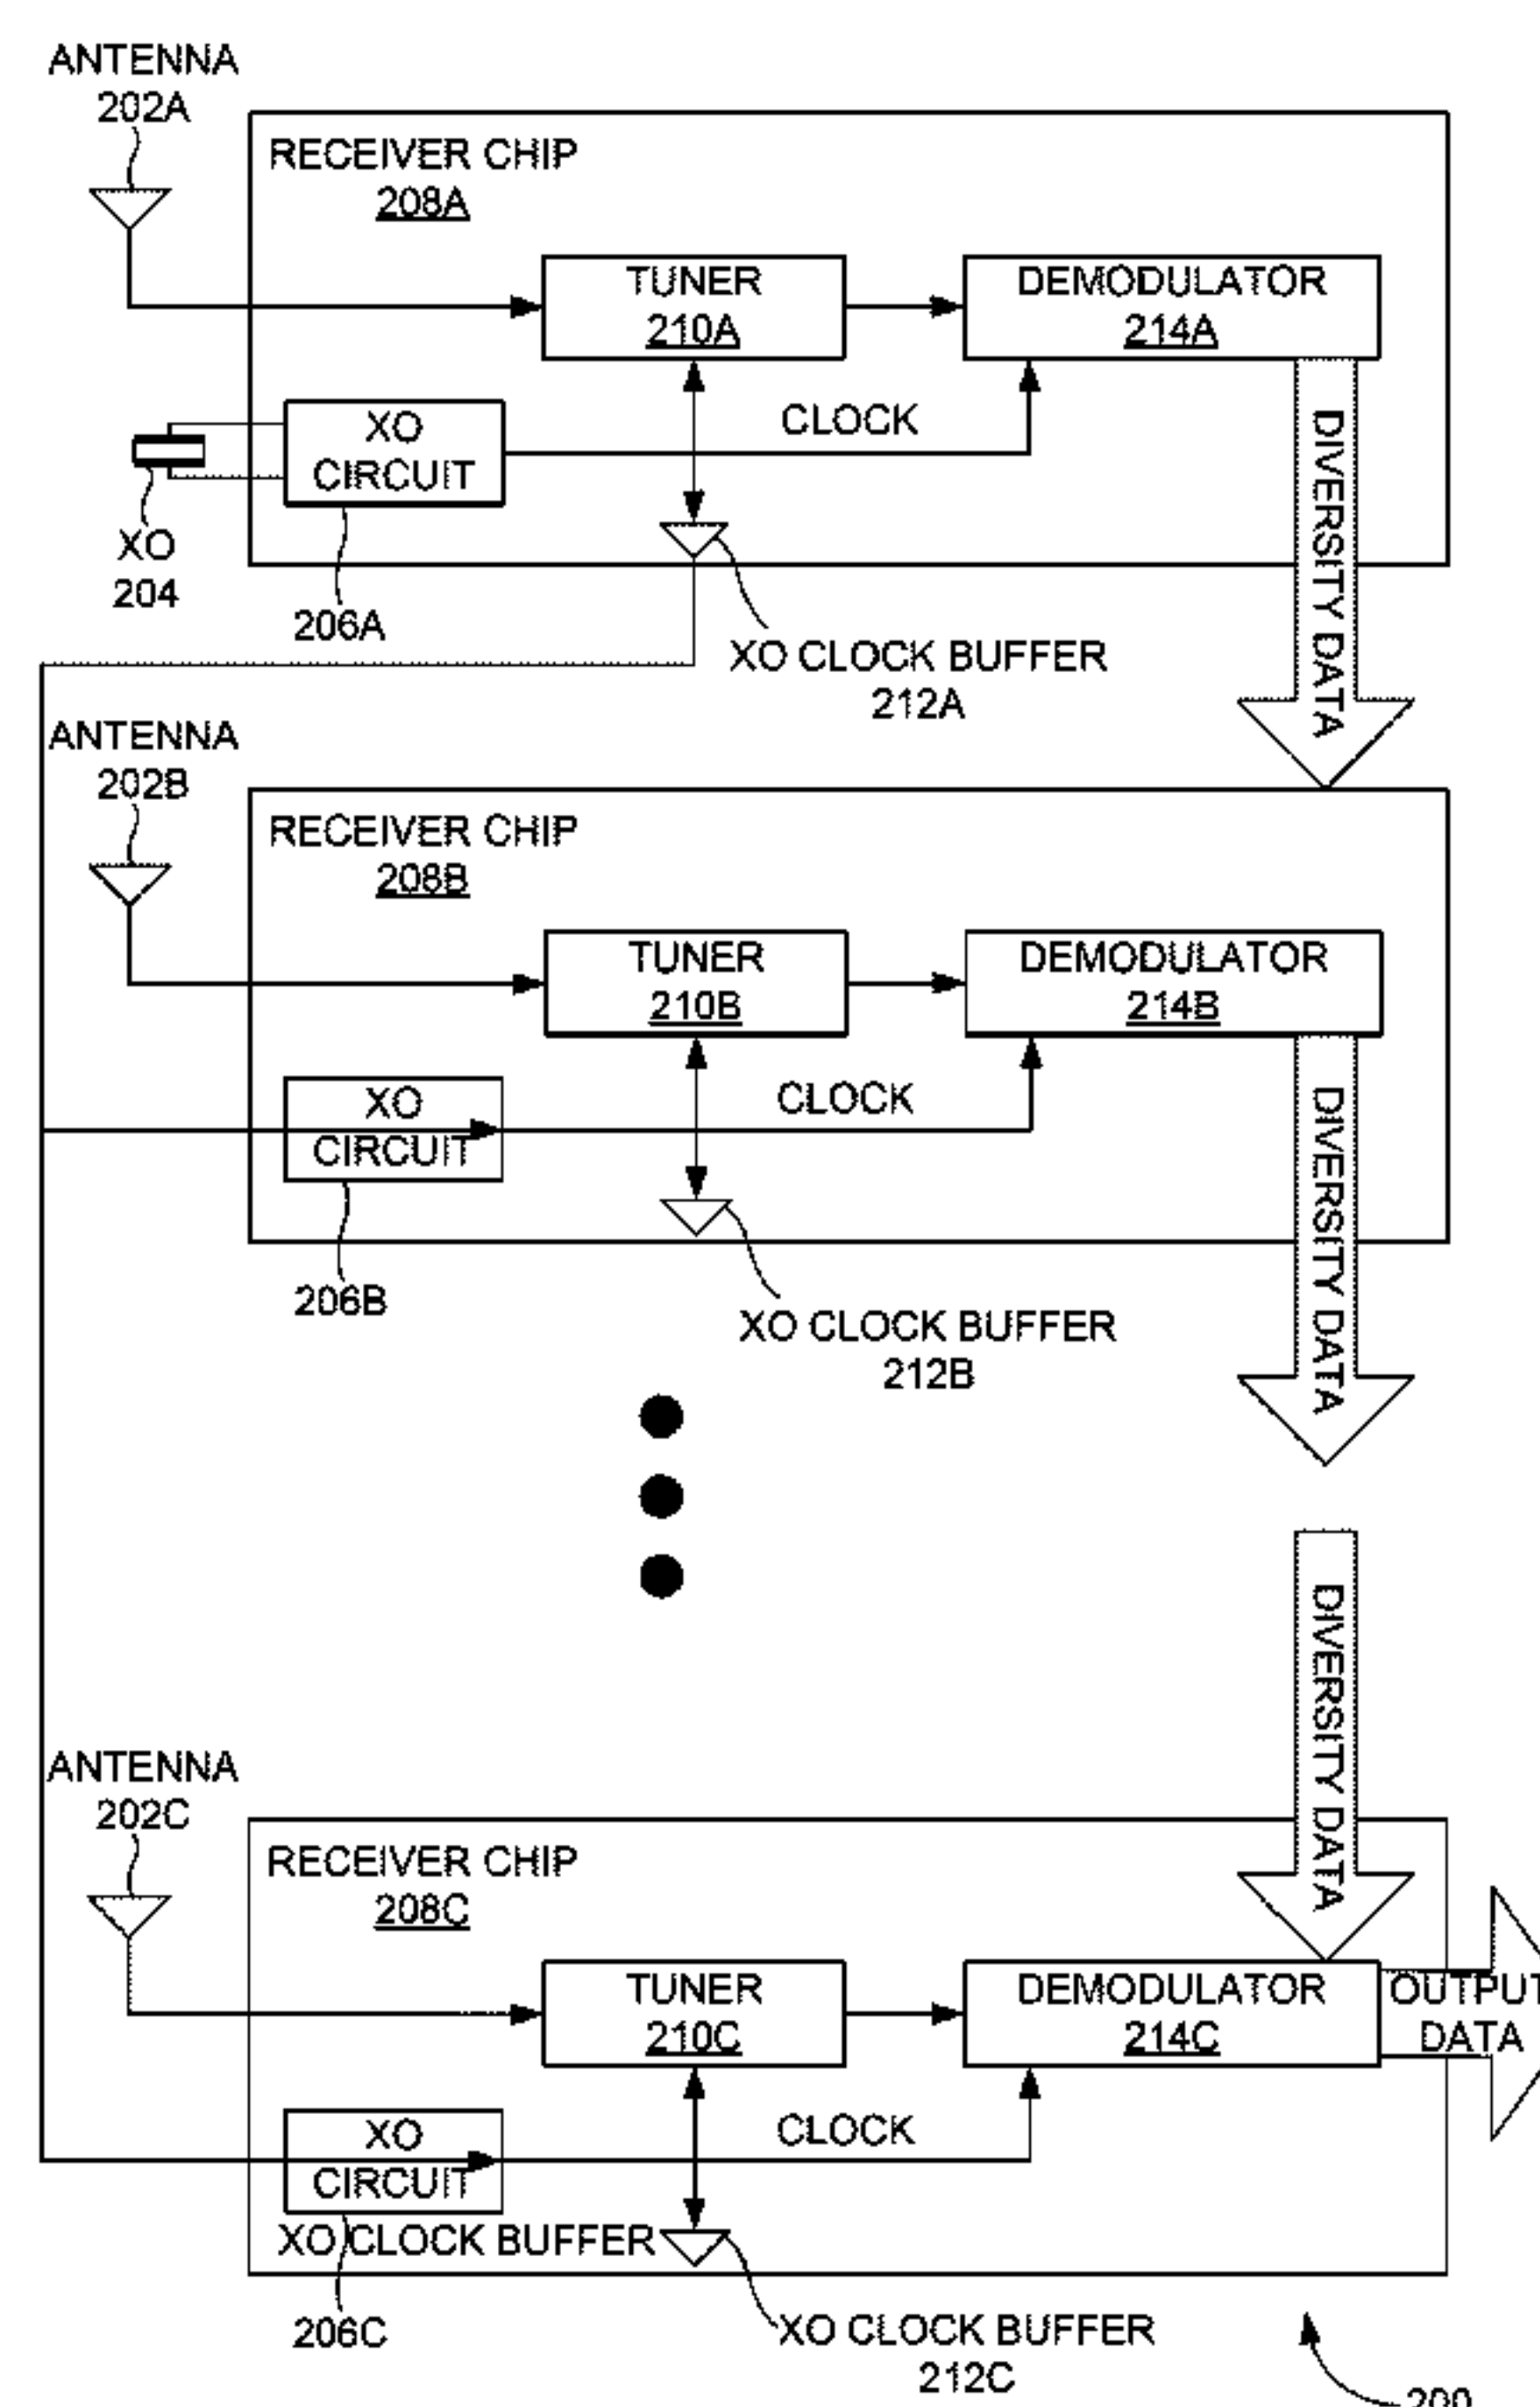 ANTENNA
202A
RECEIVER CHIP
208A
TUNER
210A
DEMODULATOR
214A
XO
CIRCUIT
CLOCK
DIVERSITY DATA
XO
204
206A
XO CLOCK BUFFER
212A
ANTENNA
202B
RECEIVER CHIP
208B
TUNER
210B
DEMODULATOR
214B
XO
CIRCUIT
CLOCK
DIVERSITY DATA
206B
XO CLOCK BUFFER
212B
DIVERSITY DATA
ANTENNA
202C
RECEIVER CHIP
208C
TUNER
210C
DEMODULATOR
214C
OUTPUT
DATA
XO
CIRCUIT
CLOCK
XO CLOCK BUFFER
206C
XO CLOCK BUFFER
212C
200